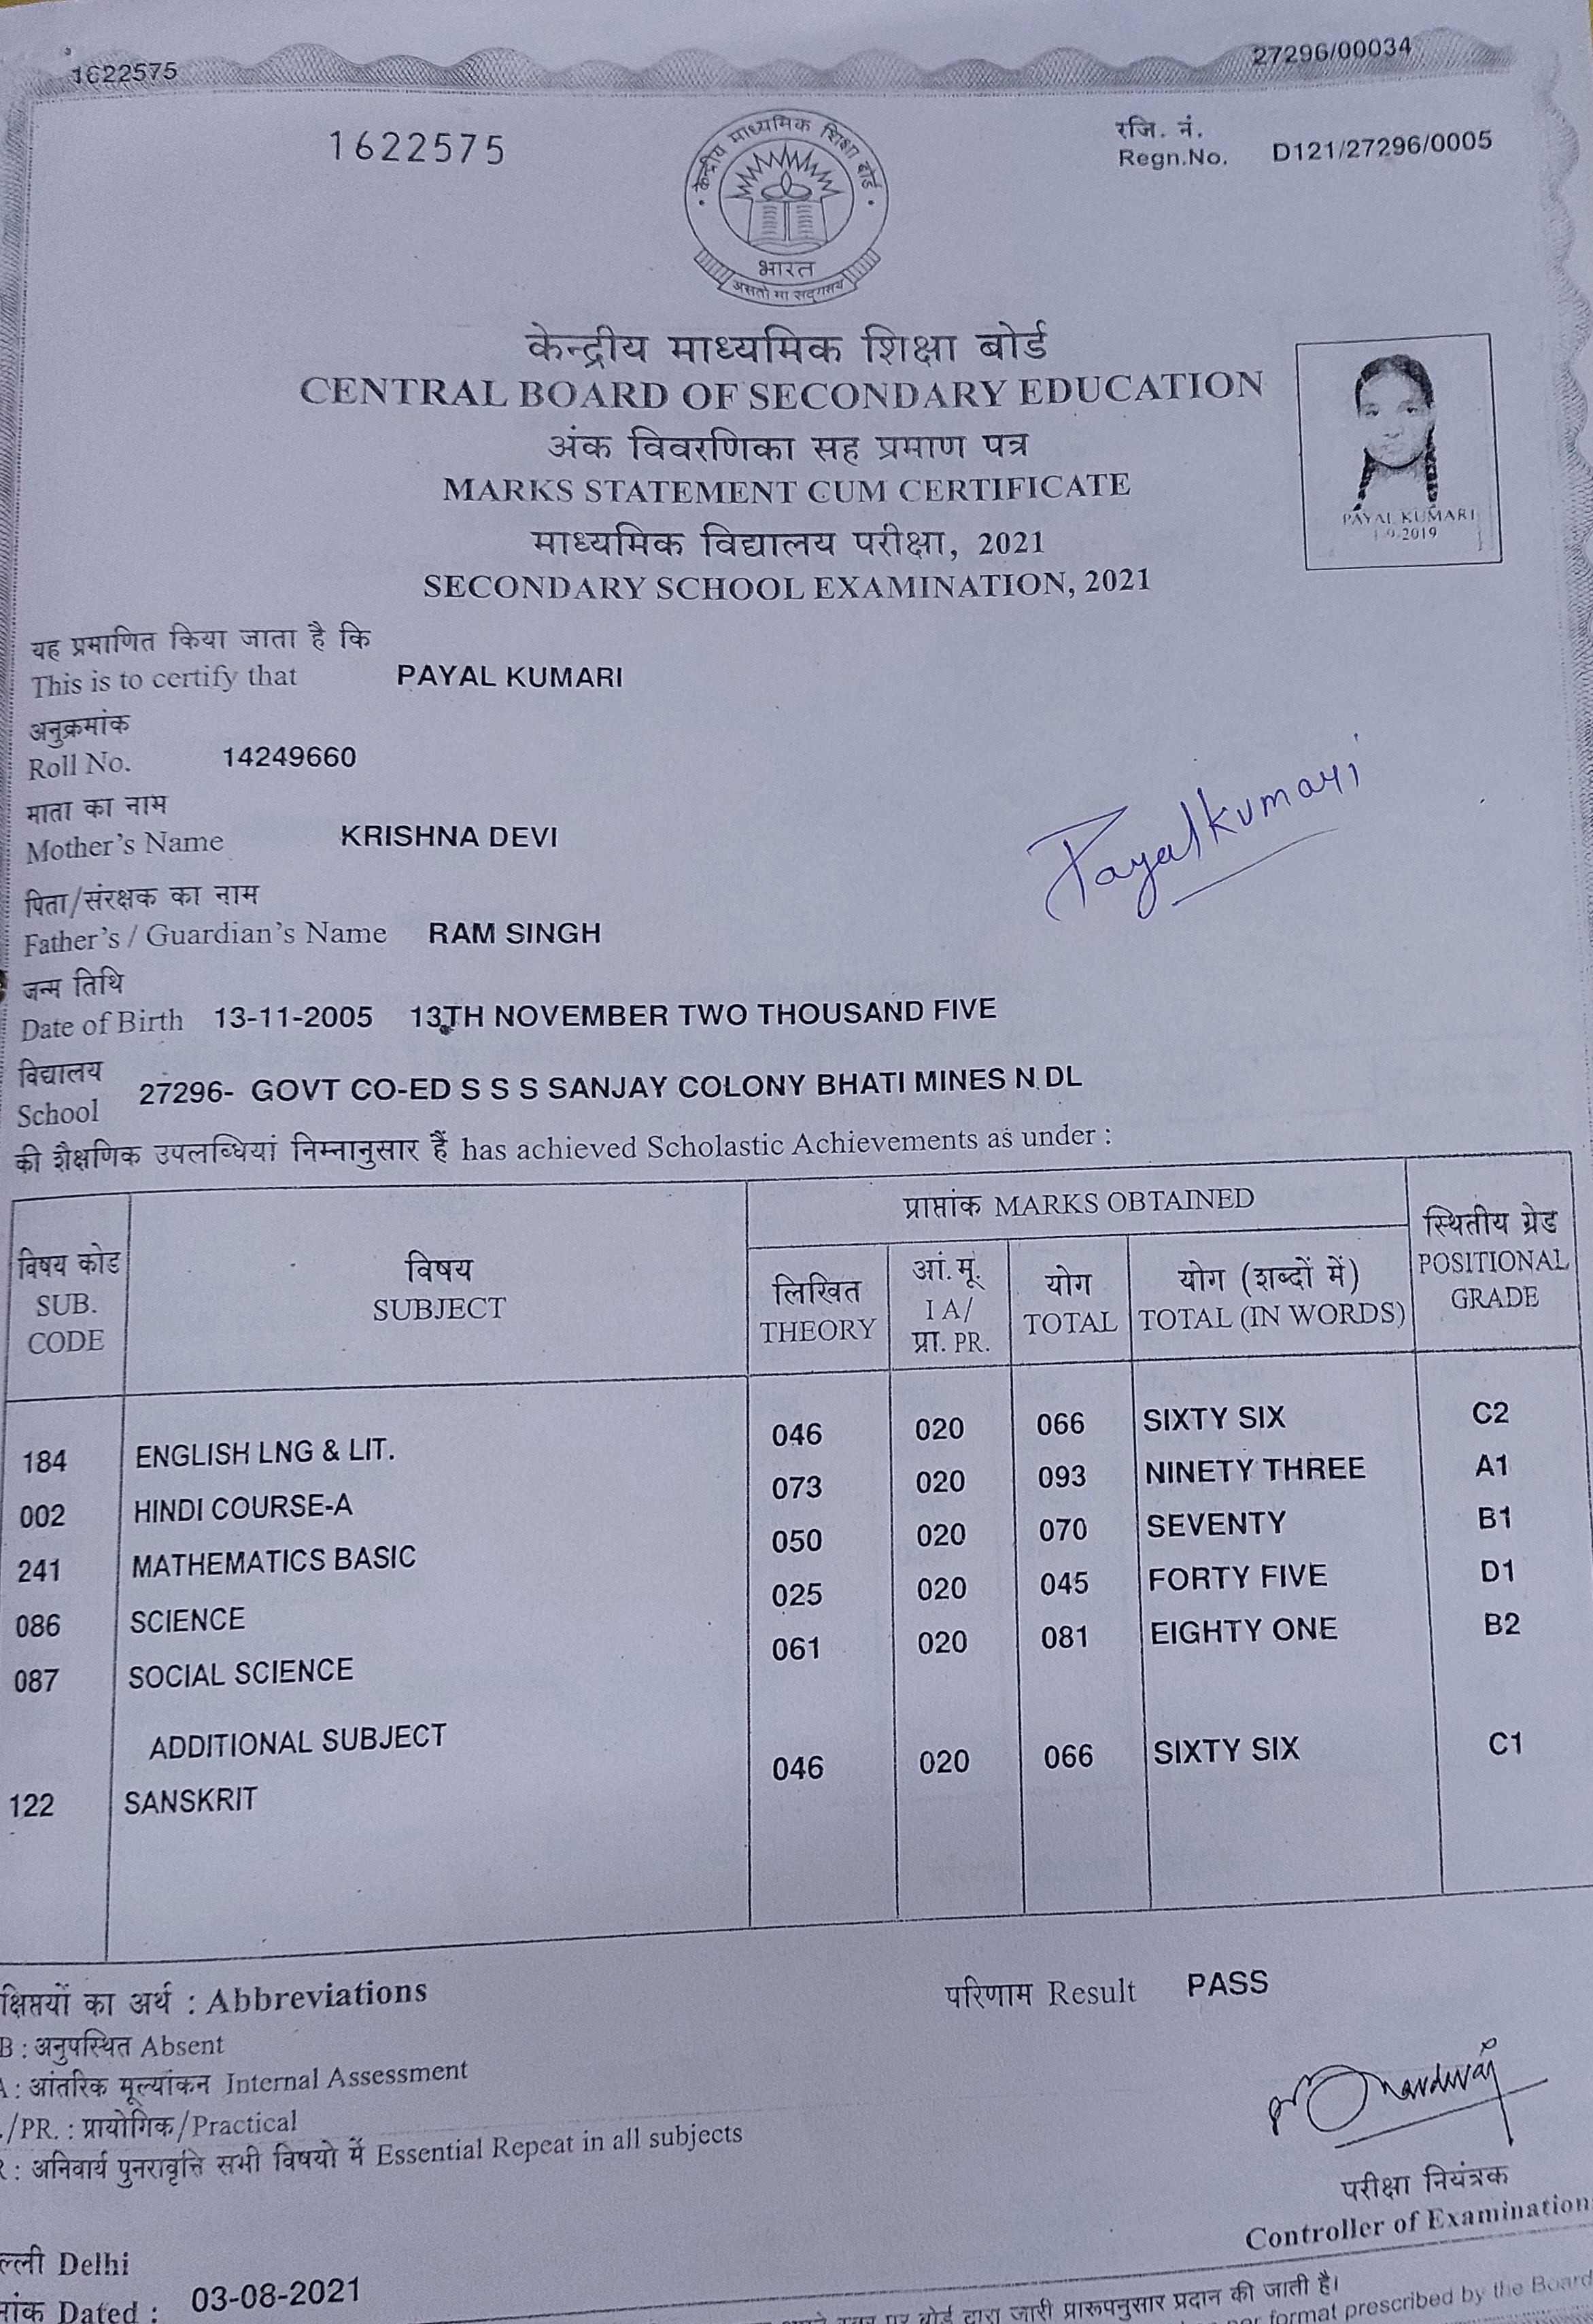 1622575
27296/00034
1622575
रजि. नं.
Regn.No. D121/27296/0005
केन्द्रीय माध्यमिक शिक्षा बोर्ड
भारत
असतो मा सद्गमय
केन्द्रीय माध्यमिक शिक्षा बोर्ड
CENTRAL BOARD OF SECONDARY EDUCATION
अंक विवरणिका सह प्रमाण पत्र
MARKS STATEMENT CUM CERTIFICATE
माध्यमिक विद्यालय परीक्षा, 2021
SECONDARY SCHOOL EXAMINATION, 2021
PAYAL KUMARI
-9-2019
यह प्रमाणित किया जाता है कि
This is to certify that PAYAL KUMARI
अनुक्रमांक
Roll No. 14249660
माता का नाम
Mother's Name KRISHNA DEVI
Payal kumari
पिता/संरक्षक का नाम
Father's / Guardian's Name RAM SINGH
जन्म तिथि
Date of Birth 13-11-2005 13TH NOVEMBER TWO THOUSAND FIVE
विद्यालय
School 27296- GOVT CO-ED S S S SANJAY COLONY BHATI MINES N DL
की शैक्षणिक उपलब्धियां निम्नानुसार हैं has achieved Scholastic Achievements as under :
विषय कोड
SUB.
CODE
विषय
SUBJECT
प्राप्तांक MARKS OBTAINED
लिखित
THEORY
आं. मू.
I A/
प्रा. PR.
योग
TOTAL
योग (शब्दों में)
TOTAL (IN WORDS)
स्थितीय ग्रेड
POSITIONAL
GRADE
184 ENGLISH LNG & LIT. 046 020 066 SIXTY SIX C2
002 HINDI COURSE-A 073 020 093 NINETY THREE A1
241 MATHEMATICS BASIC 050 020 070 SEVENTY B1
086 SCIENCE 025 020 045 FORTY FIVE D1
087 SOCIAL SCIENCE 061 020 081 EIGHTY ONE B2
ADDITIONAL SUBJECT
122 SANSKRIT 046 020 066 SIXTY SIX C1
क्षिप्तियों का अर्थ : Abbreviations
परिणाम Result PASS
B : अनुपस्थित Absent
A : आंतरिक मूल्यांकन Internal Assessment
./PR. : प्रायोगिक/Practical
R : अनिवार्य पुनरावृत्ति सभी विषयो में Essential Repeat in all subjects
परीक्षा नियंत्रक
Controller of Examination
ल्ली Delhi
नांक Dated : 03-08-2021
पर बोर्ड द्वारा जारी प्रारूपनुसार प्रदान की जाती है।
format prescribed by the Board